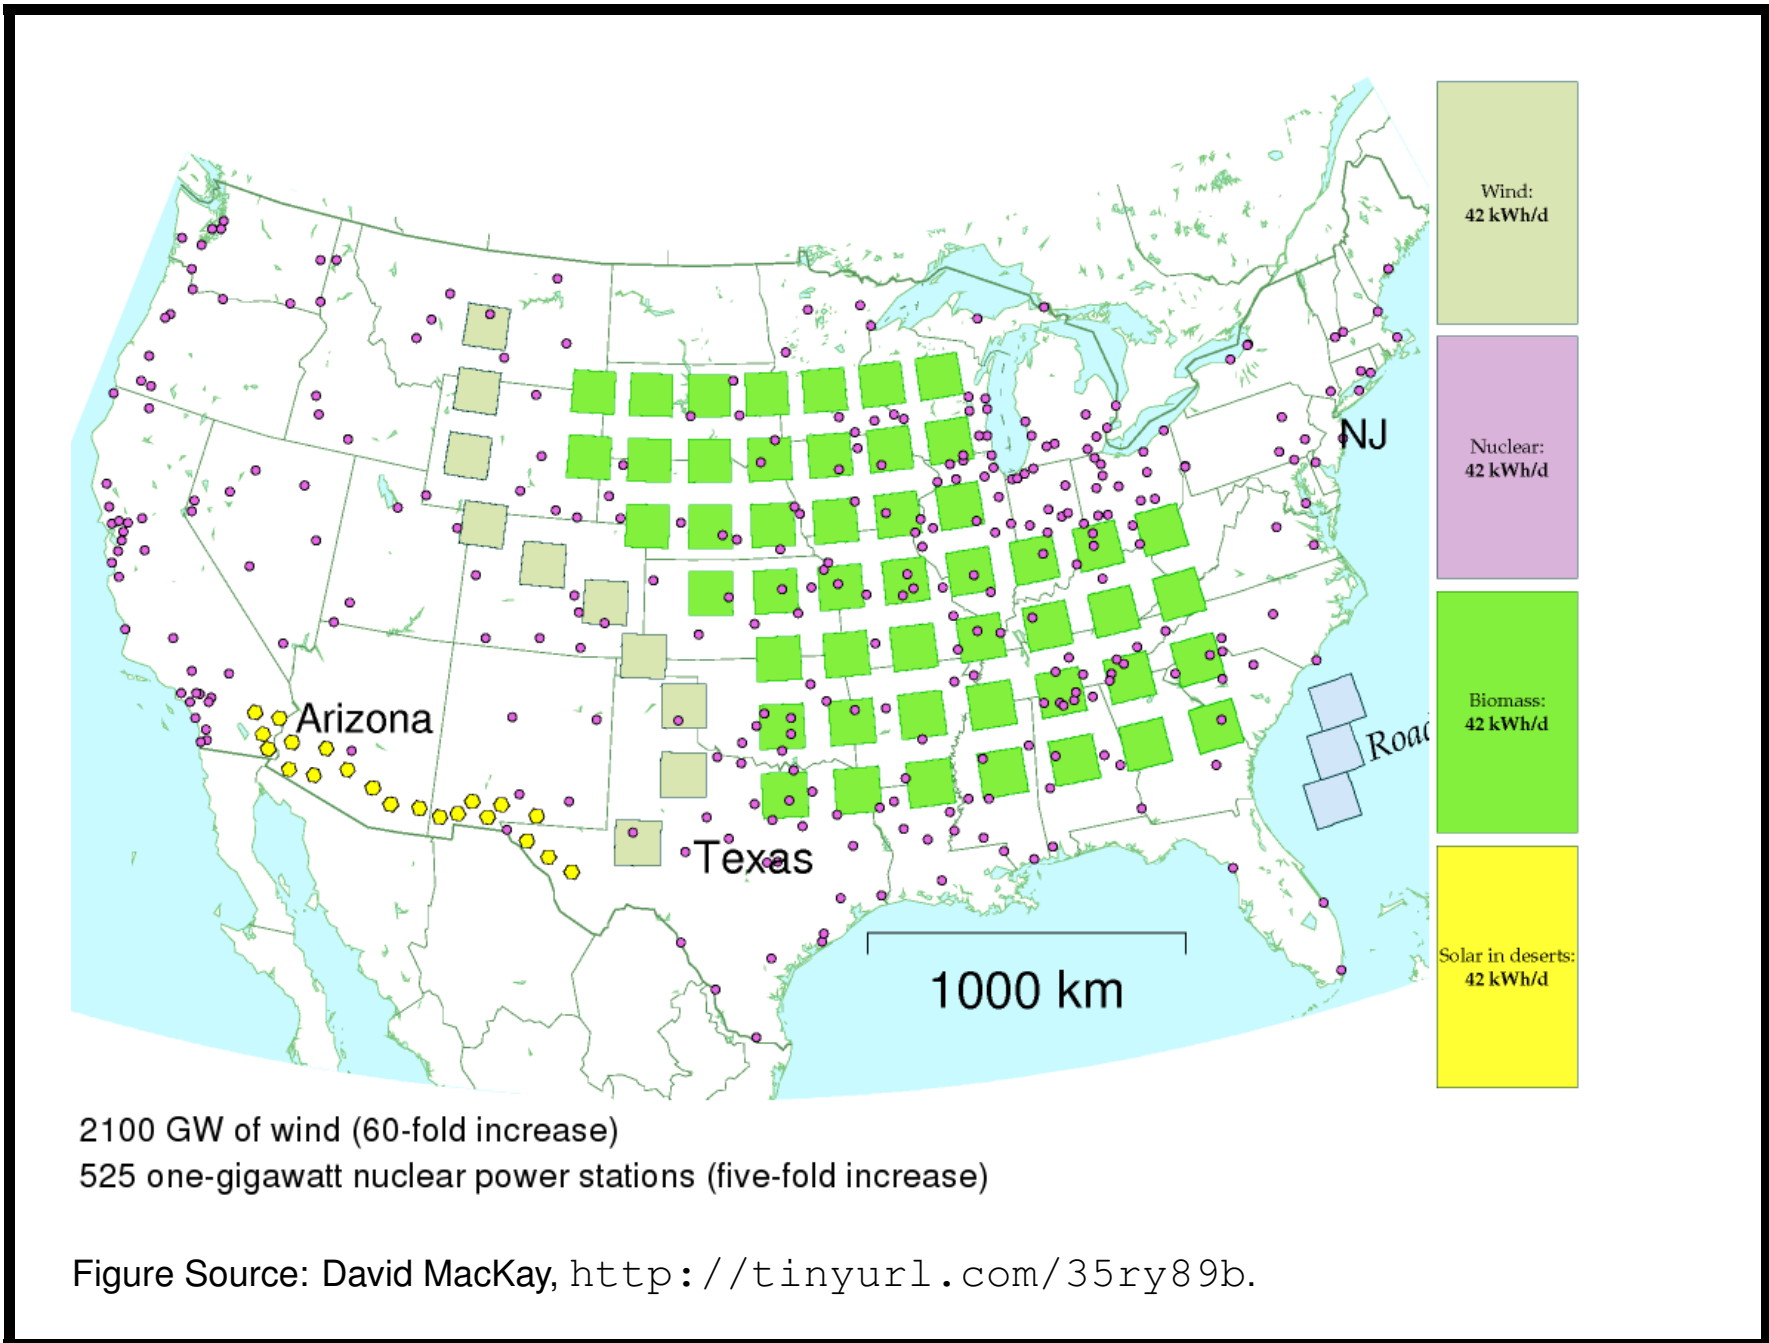 Wind:
42 kWh/d
Nuclear:
42 kWh/d
Biomass:
42 kWh/d
Solar in deserts:
42 kWh/d
NJ
Arizona
Texas
Road
1000 km
2100 GW of wind (60-fold increase)
525 one-gigawatt nuclear power stations (five-fold increase)
Figure Source: David MacKay, http://tinyurl.com/35ry89b.